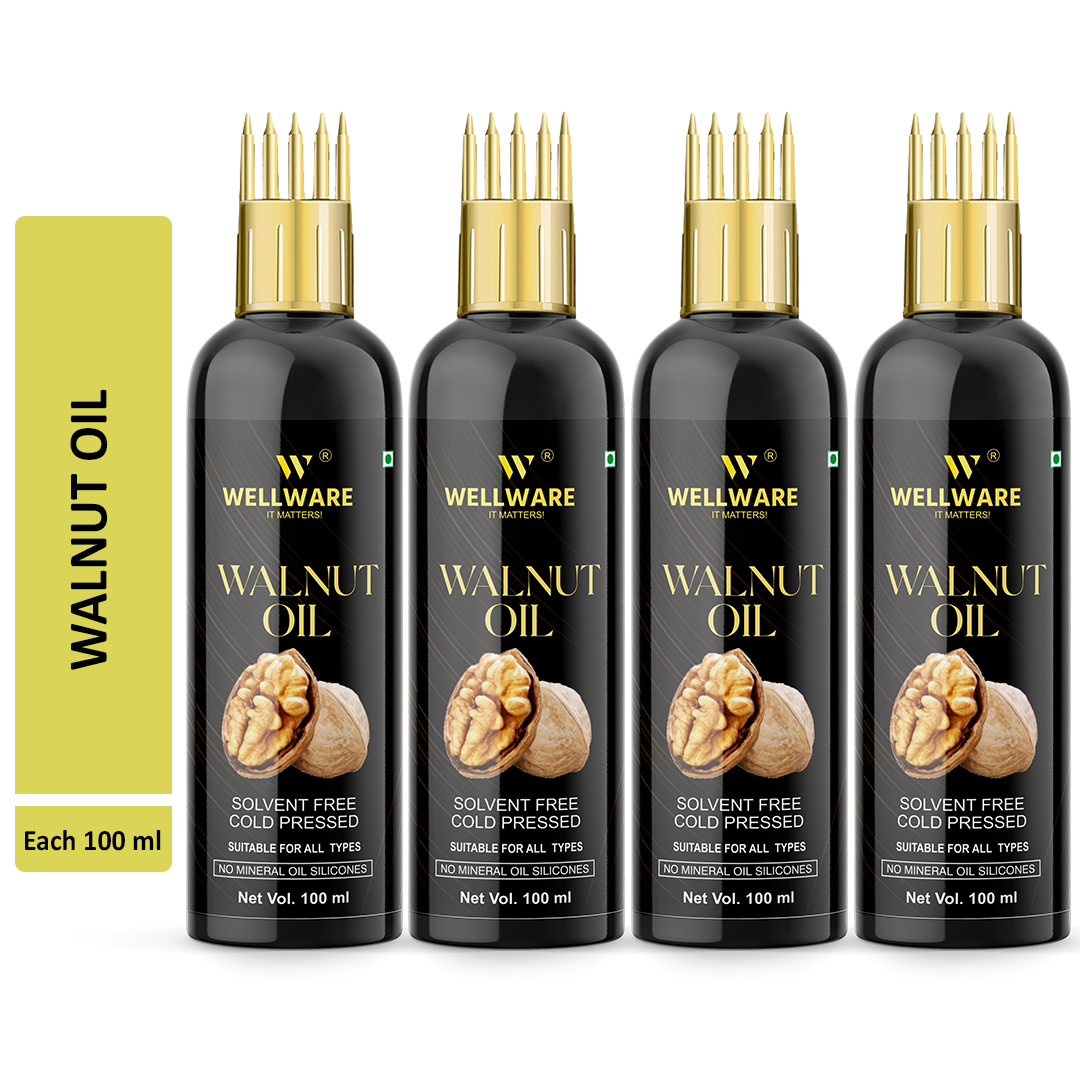 WALNUT OIL
Each 100 ml
W ®
WELLWARE
IT MATTERS!
WALNUT
OIL
SOLVENT FREE
COLD PRESSED
SUITABLE FOR ALL TYPES
NO MINERAL OIL SILICONES
Net Vol. 100 ml
W ®
WELLWARE
IT MATTERS!
WALNUT
OIL
SOLVENT FREE
COLD PRESSED
SUITABLE FOR ALL TYPES
NO MINERAL OIL SILICONES
Net Vol. 100 ml
W ®
WELLWARE
IT MATTERS!
WALNUT
OIL
SOLVENT FREE
COLD PRESSED
SUITABLE FOR ALL TYPES
NO MINERAL OIL SILICONES
Net Vol. 100 ml
W ®
WELLWARE
IT MATTERS!
WALNUT
OIL
SOLVENT FREE
COLD PRESSED
SUITABLE FOR ALL TYPES
NO MINERAL OIL SILICONES
Net Vol. 100 ml